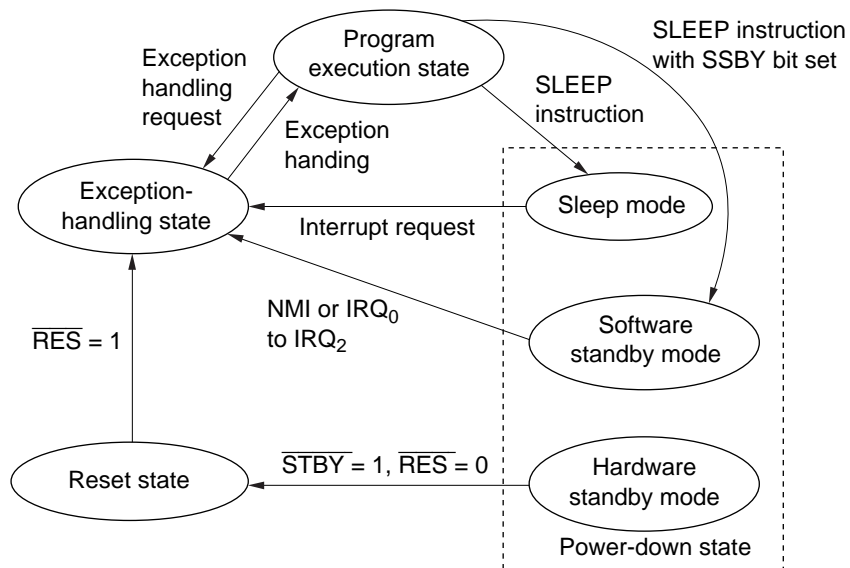 Program
execution state
SLEEP instruction
with SSBY bit set
Exception
handling
request
SLEEP
instruction
Exception
handing
Exception-
handling state
Sleep mode
Interrupt request
NMI or IRQ0
to IRQ2
Software
standby mode
RES = 1
Reset state
STBY = 1, RES = 0
Hardware
standby mode
Power-down state